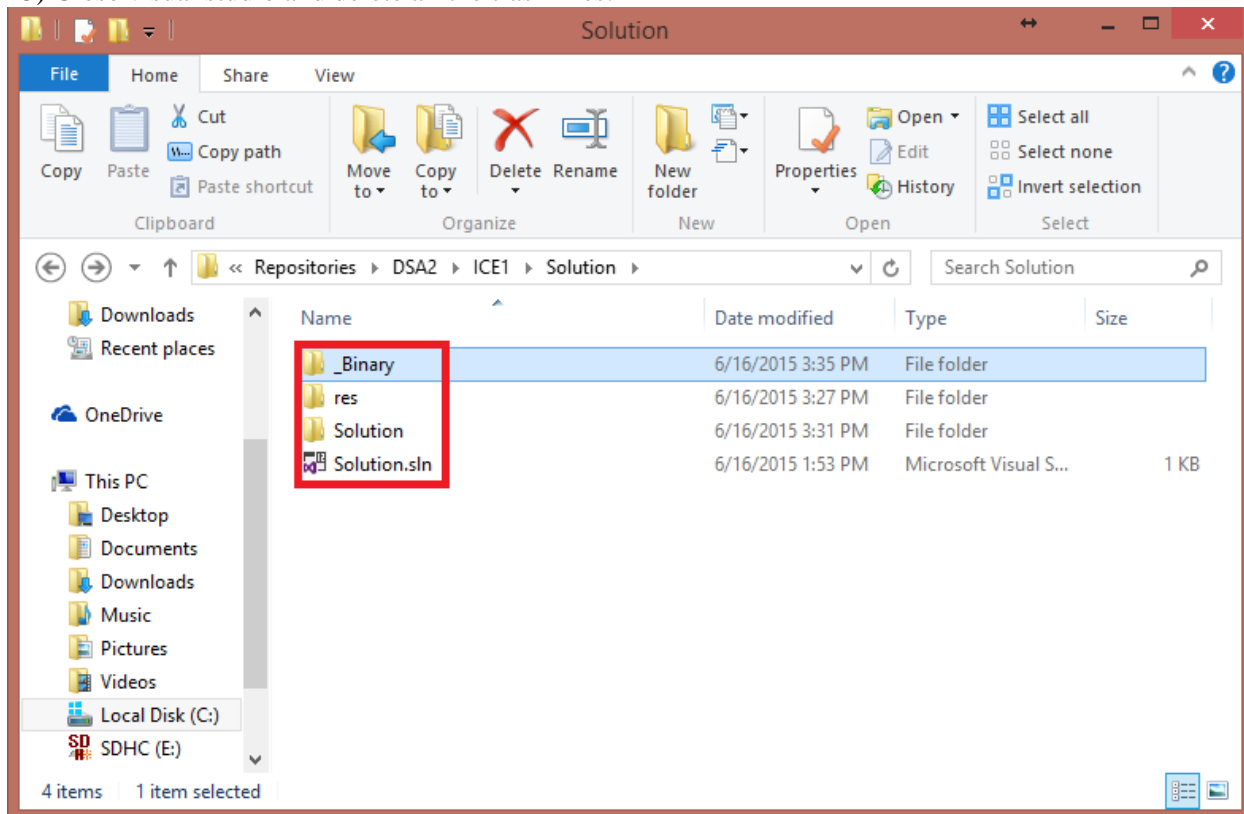 Solution
File Home Share View
Copy Paste Cut Copy path Paste shortcut
Move to Copy to Delete Rename
New folder
Properties Open Edit History
Select all Select none Invert selection
Clipboard Organize New Open Select
« Repositories DSA2 ICE1 Solution Search Solution
Downloads
Recent places
OneDrive
This PC
Desktop
Documents
Downloads
Music
Pictures
Videos
Local Disk (C:)
SDHC (E:)
Name Date modified Type Size
_Binary 6/16/2015 3:35 PM File folder
res 6/16/2015 3:27 PM File folder
Solution 6/16/2015 3:31 PM File folder
Solution.sln 6/16/2015 1:53 PM Microsoft Visual S... 1 KB
4 items 1 item selected